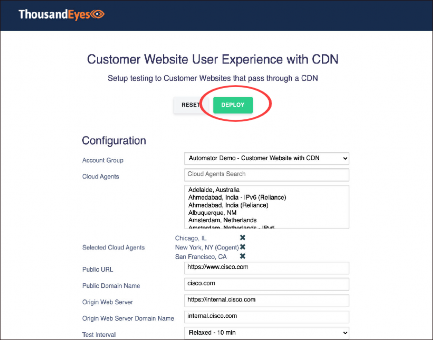 ThousandEyes
Customer Website User Experience with CDN
Setup testing to Customer Websites that pass through a CDN
RESET DEPLOY
Configuration
Account Group Automator Demo - Customer Website with CDN
Cloud Agents Cloud Agents Search
Adelaide, Australia
Ahmedabad, India - IPv6 (Reliance)
Ahmedabad, India (Reliance)
Albuquerque, NM
Amsterdam, Netherlands
Amsterdam, Netherlands - IPv6
Selected Cloud Agents Chicago, IL ✖
New York, NY (Cogent) ✖
San Francisco, CA ✖
Public URL https://www.cisco.com
Public Domain Name cisco.com
Origin Web Server https://internal.cisco.com
Origin Web Server Domain Name internal.cisco.com
Test Interval Relaxed - 10 min